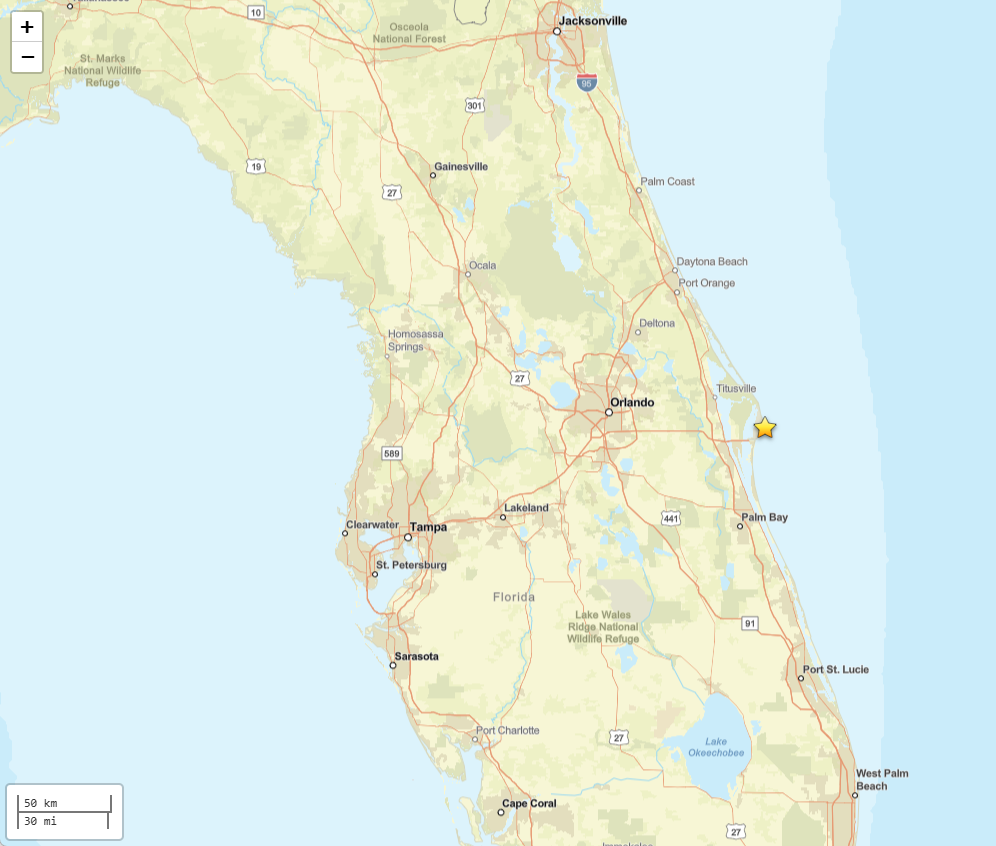 +
−
10
Jacksonville
Osceola
National Forest
St. Marks
National Wildlife
Refuge
95
301
19
Gainesville
27
Palm Coast
Ocala
Daytona Beach
Port Orange
Deltona
Homosassa
Springs
27
Titusville
Orlando
589
Lakeland
441
Palm Bay
Clearwater
Tampa
St. Petersburg
Florida
Lake Wales
Ridge National
Wildlife Refuge
91
Sarasota
Port St. Lucie
Port Charlotte
27
Lake
Okeechobee
West Palm
Beach
50 km
30 mi
Cape Coral
27